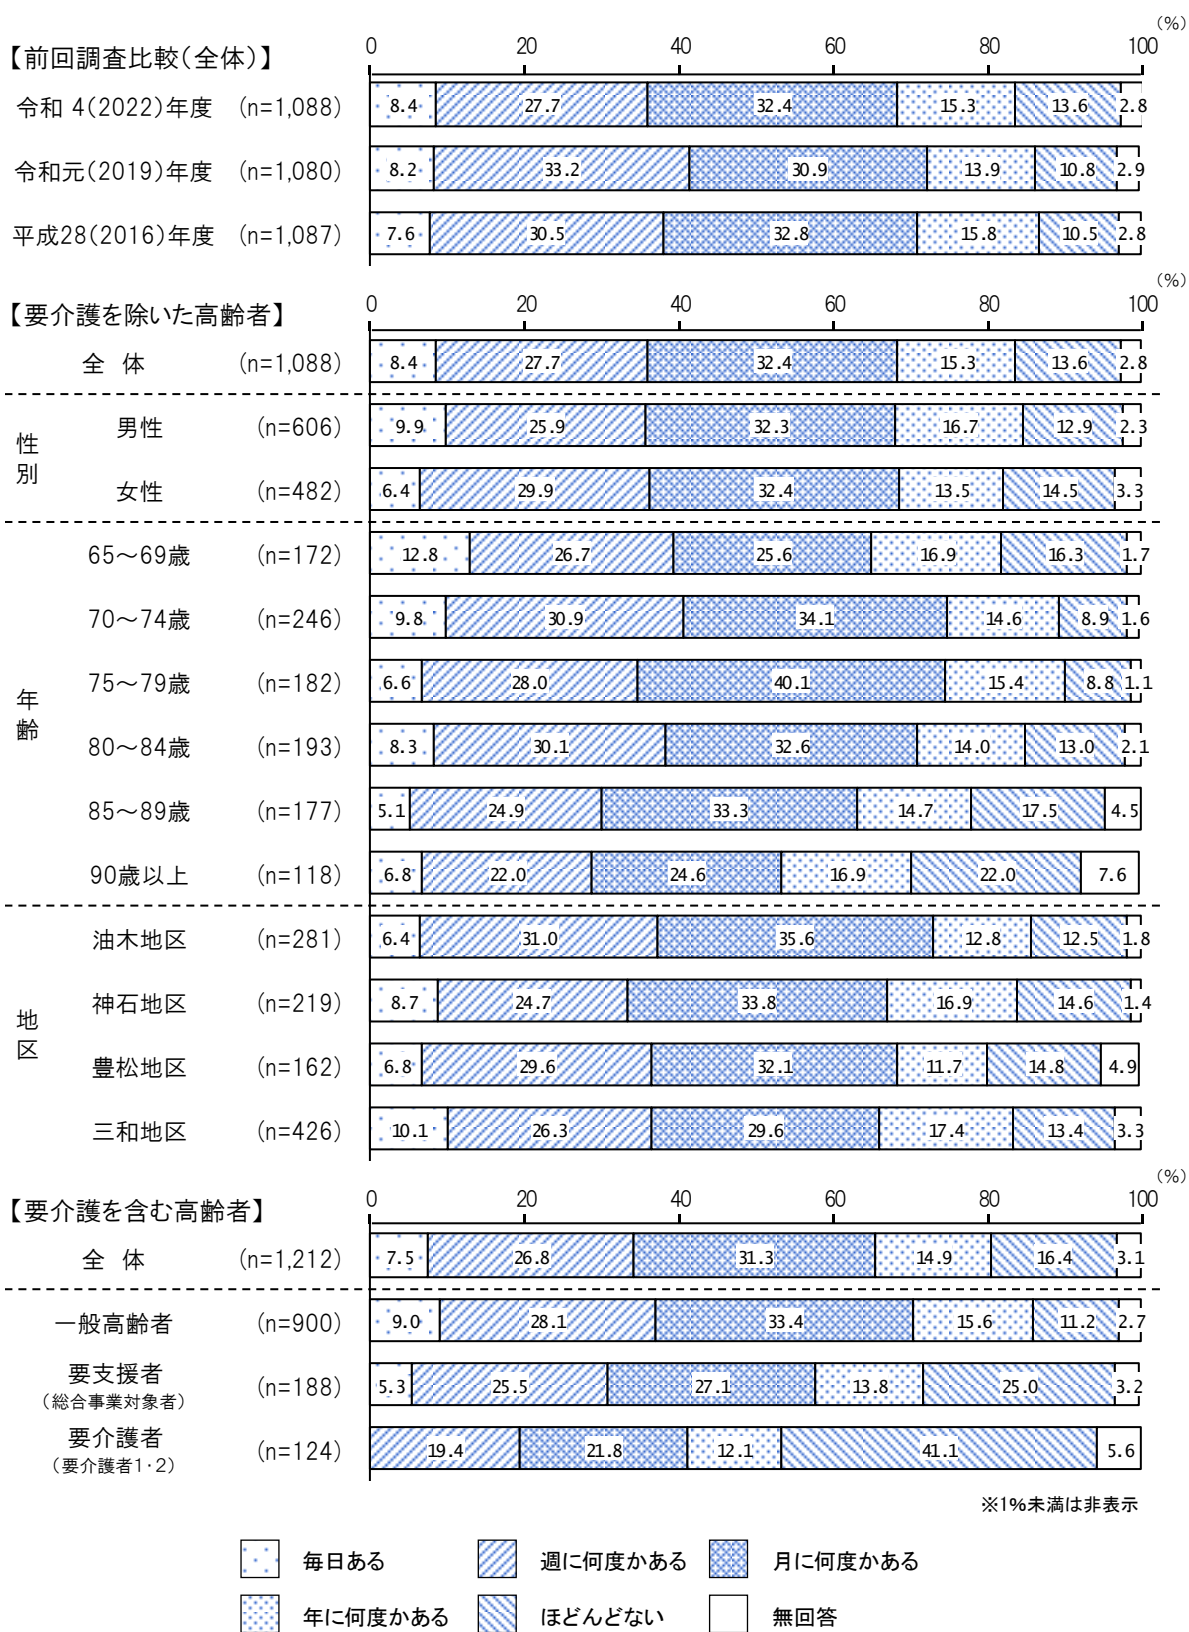 (%)
【前回調査比較(全体)】 0 20 40 60 80 100
令和 4(2022)年度 (n=1,088) 8.4 27.7 32.4 15.3 13.6 2.8
令和元(2019)年度 (n=1,080) 8.2 33.2 30.9 13.9 10.8 2.9
平成28(2016)年度 (n=1,087) 7.6 30.5 32.8 15.8 10.5 2.8
(%)
【要介護を除いた高齢者】 0 20 40 60 80 100
全 体 (n=1,088) 8.4 27.7 32.4 15.3 13.6 2.8
性別
男性 (n=606) 9.9 25.9 32.3 16.7 12.9 2.3
女性 (n=482) 6.4 29.9 32.4 13.5 14.5 3.3
年齢
65～69歳 (n=172) 12.8 26.7 25.6 16.9 16.3 1.7
70～74歳 (n=246) 9.8 30.9 34.1 14.6 8.9 1.6
75～79歳 (n=182) 6.6 28.0 40.1 15.4 8.8 1.1
80～84歳 (n=193) 8.3 30.1 32.6 14.0 13.0 2.1
85～89歳 (n=177) 5.1 24.9 33.3 14.7 17.5 4.5
90歳以上 (n=118) 6.8 22.0 24.6 16.9 22.0 7.6
地区
油木地区 (n=281) 6.4 31.0 35.6 12.8 12.5 1.8
神石地区 (n=219) 8.7 24.7 33.8 16.9 14.6 1.4
豊松地区 (n=162) 6.8 29.6 32.1 11.7 14.8 4.9
三和地区 (n=426) 10.1 26.3 29.6 17.4 13.4 3.3
(%)
【要介護を含む高齢者】 0 20 40 60 80 100
全 体 (n=1,212) 7.5 26.8 31.3 14.9 16.4 3.1
一般高齢者 (n=900) 9.0 28.1 33.4 15.6 11.2 2.7
要支援者 (n=188) 5.3 25.5 27.1 13.8 25.0 3.2
(総合事業対象者)
要介護者 (n=124) 19.4 21.8 12.1 41.1 5.6
(要介護者1・2)
※1%未満は非表示
毎日ある 週に何度かある 月に何度かある
年に何度かある ほどんどない 無回答